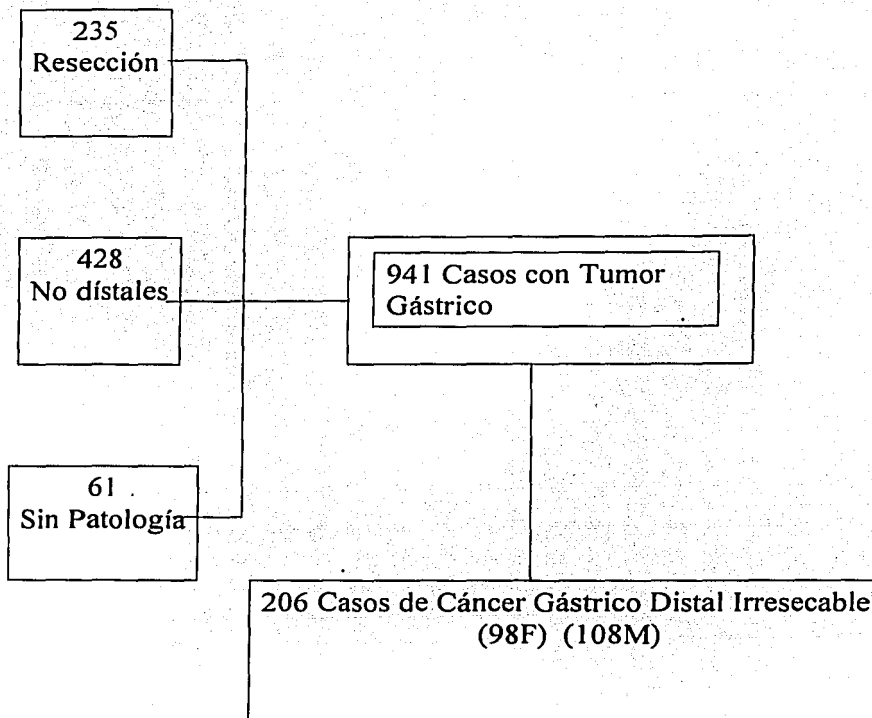 235
Resección
428
No dístales
941 Casos con Tumor
Gástrico
61
Sin Patología
206 Casos de Cáncer Gástrico Distal Irresecable
(98F) (108M)